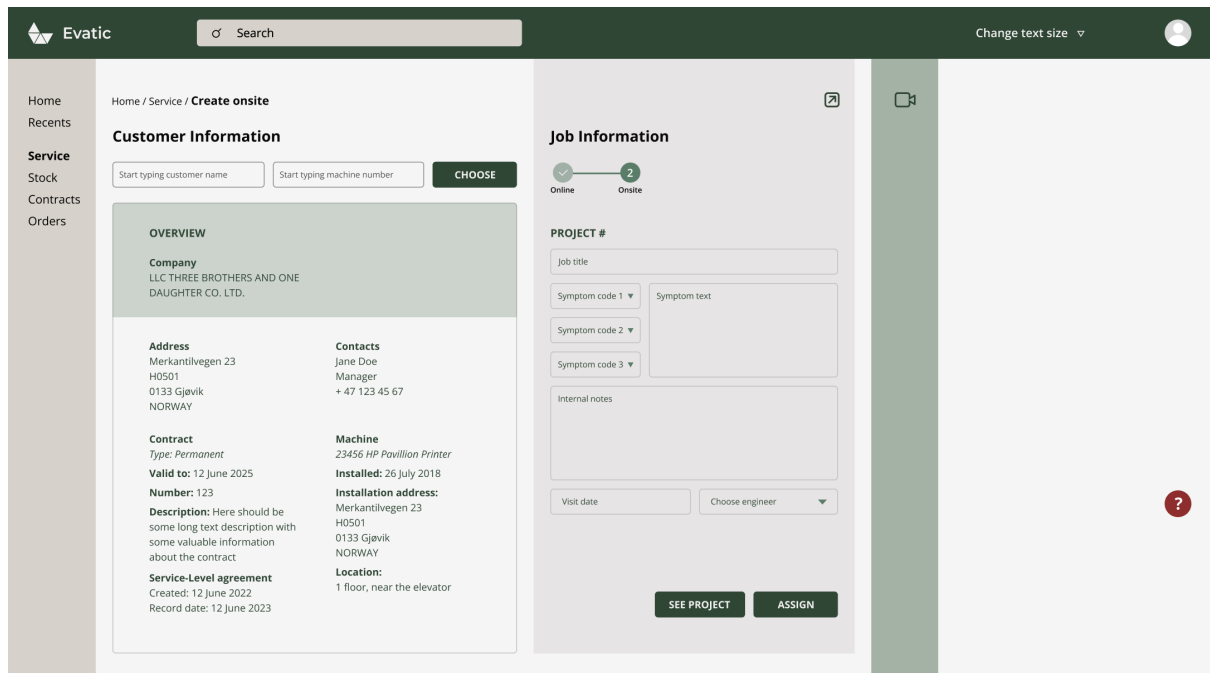 Evatic
Search
Change text size
Home
Recents
Service
Stock
Contracts
Orders
Home / Service / Create onsite
Customer Information
Start typing customer name
Start typing machine number
CHOOSE
OVERVIEW
Company
LLC THREE BROTHERS AND ONE
DAUGHTER CO. LTD.
Address
Merkantilvegen 23
H0501
0133 Gjøvik
NORWAY
Contacts
Jane Doe
Manager
+ 47 123 45 67
Contract
Type: Permanent
Valid to: 12 June 2025
Number: 123
Description: Here should be
some long text description with
some valuable information
about the contract
Service-Level agreement
Created: 12 June 2022
Record date: 12 June 2023
Machine
23456 HP Pavillion Printer
Installed: 26 July 2018
Installation address:
Merkantilvegen 23
H0501
0133 Gjøvik
NORWAY
Location:
1 floor, near the elevator
Job Information
2
Online
Onsite
PROJECT #
Job title
Symptom code 1
Symptom code 2
Symptom code 3
Symptom text
Internal notes
Visit date
Choose engineer
SEE PROJECT
ASSIGN
?